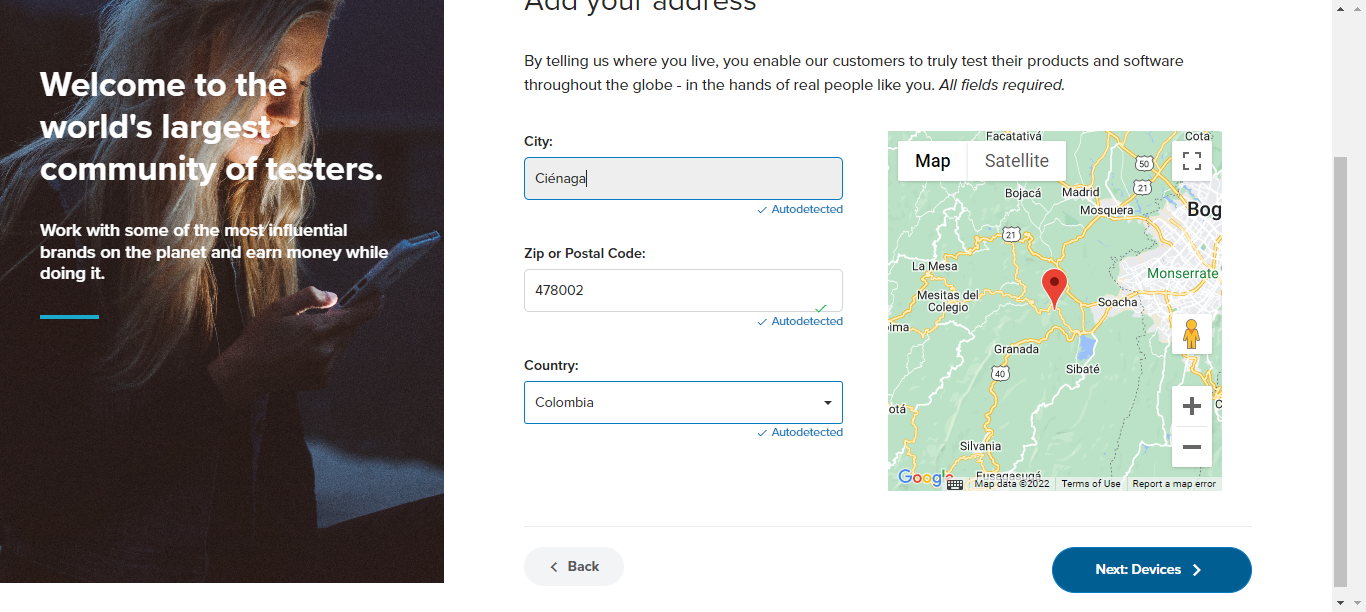 Add your address
Welcome to the
world's largest
community of testers.
Work with some of the most influential
brands on the planet and earn money while
doing it.
By telling us where you live, you enable our customers to truly test their products and software
throughout the globe - in the hands of real people like you. All fields required.
City:
Ciénaga
Autodetected
Zip or Postal Code:
478002
Autodetected
Country:
Colombia
Autodetected
Facatativá
Cota
Map
Satellite
50
21
Bojacá
Madrid
Mosquera
Bog
21
La Mesa
Monserrate
Mesitas del
Colegio
Soacha
ima
Granada
Sibaté
40
otá
Silvania
Fusagasugá
Google
Map data ©2022
Terms of Use
Report a map error
Back
Next: Devices